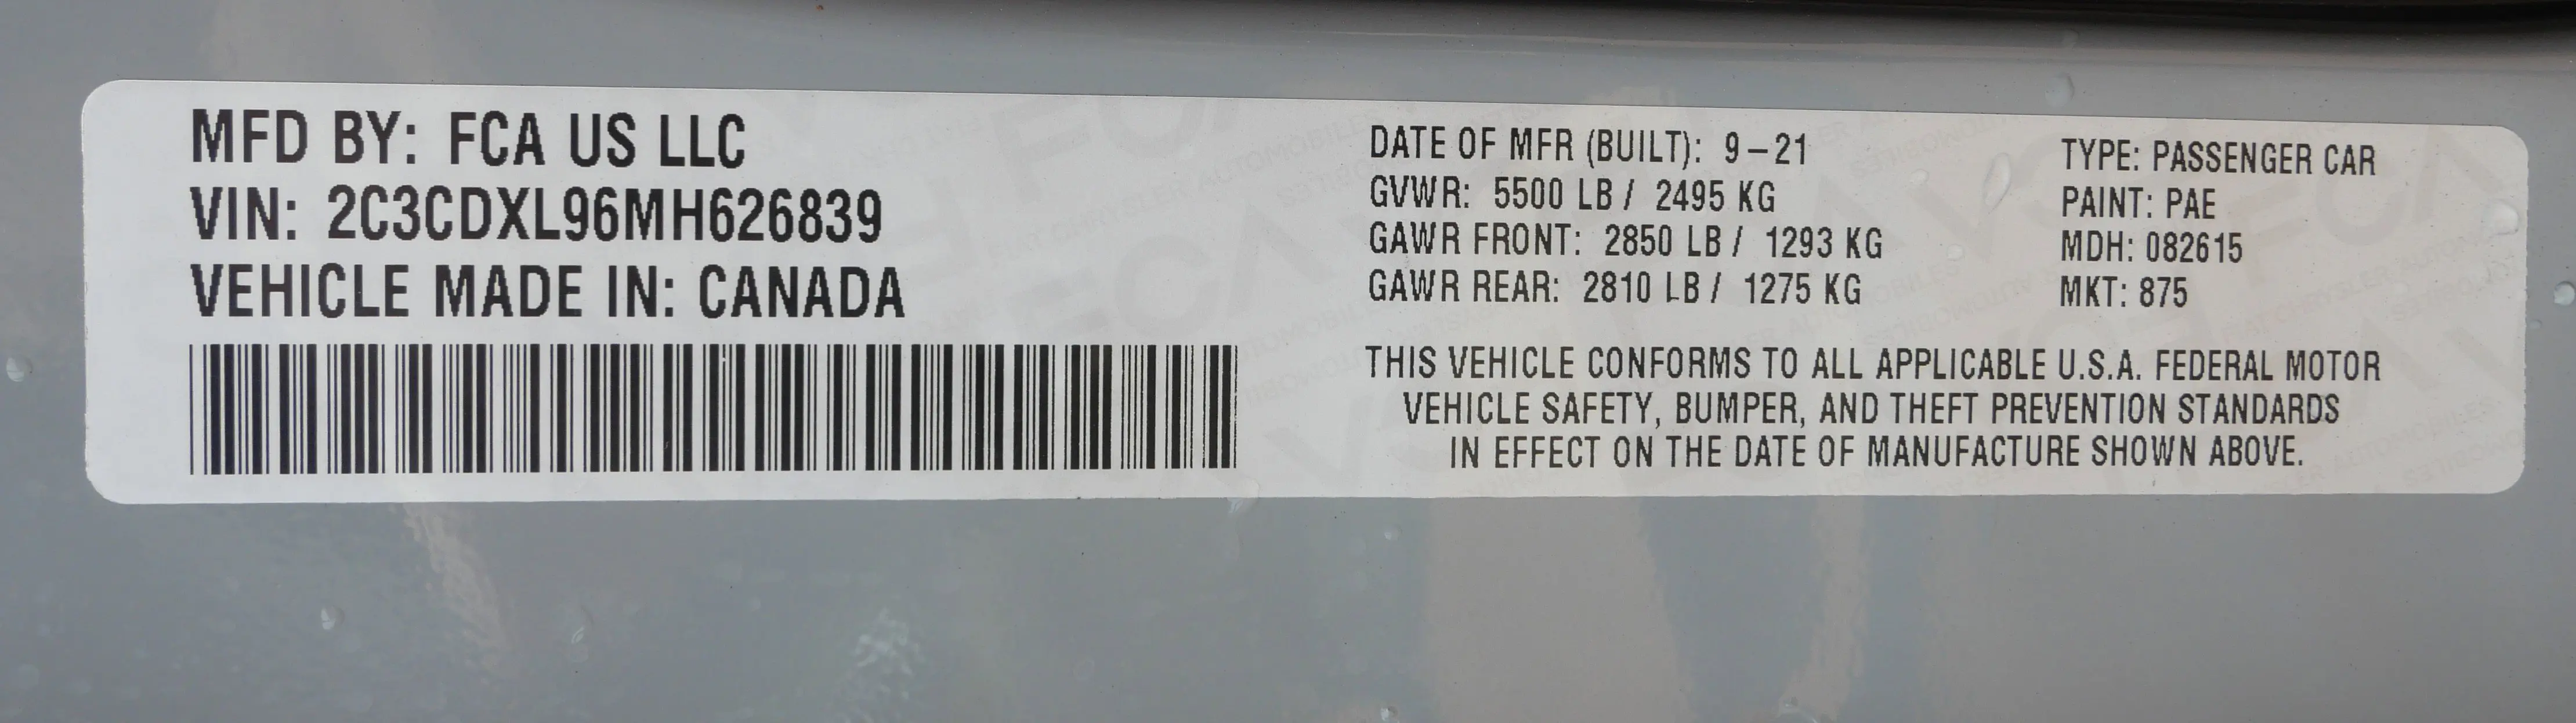 MFD BY: FCA US LLC
VIN: 2C3CDXL96MH626839
VEHICLE MADE IN: CANADA
DATE OF MFR (BUILT): 9-21
GVWR: 5500 LB / 2495 KG
GAWR FRONT: 2850 LB / 1293 KG
GAWR REAR: 2810 LB / 1275 KG
TYPE: PASSENGER CAR
PAINT: PAE
MDH: 082615
MKT: 875
THIS VEHICLE CONFORMS TO ALL APPLICABLE U.S.A. FEDERAL MOTOR
VEHICLE SAFETY, BUMPER, AND THEFT PREVENTION STANDARDS
IN EFFECT ON THE DATE OF MANUFACTURE SHOWN ABOVE.